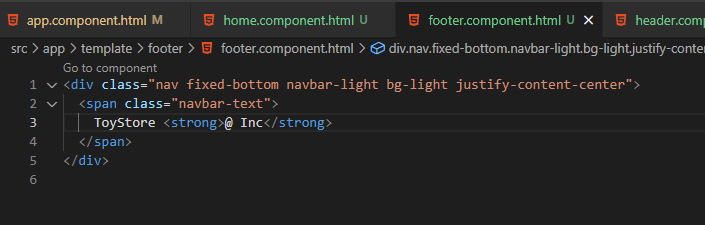 app.component.html M home.component.html U footer.component.html U header.comp
src > app > template > footer > footer.component.html > div.nav.fixed-bottom.navbar-light.bg-light.justify-conte
Go to component
1 <div class="nav fixed-bottom navbar-light bg-light justify-content-center">
2 <span class="navbar-text">
3 ToyStore <strong>@ Inc</strong>
4 </span>
5 </div>
6